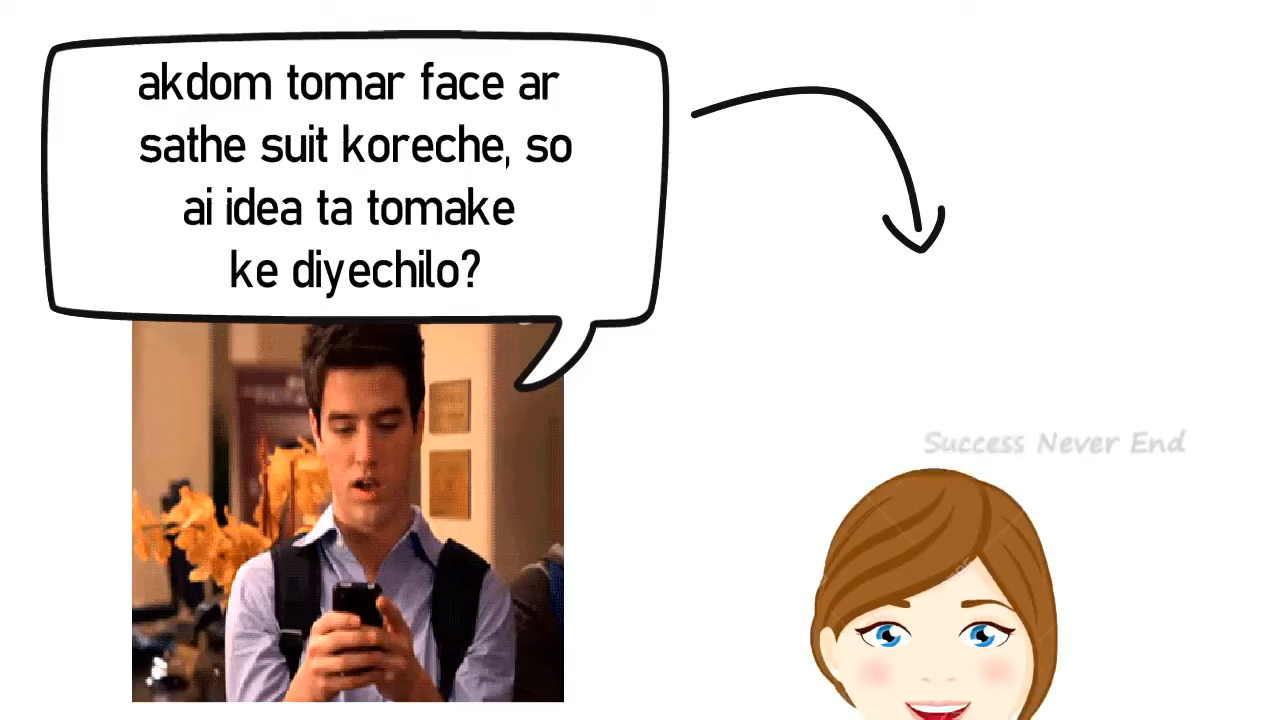 akdom tomar face ar
sathe suit koreche, so
ai idea ta tomake
ke diyechilo?
Success Never End